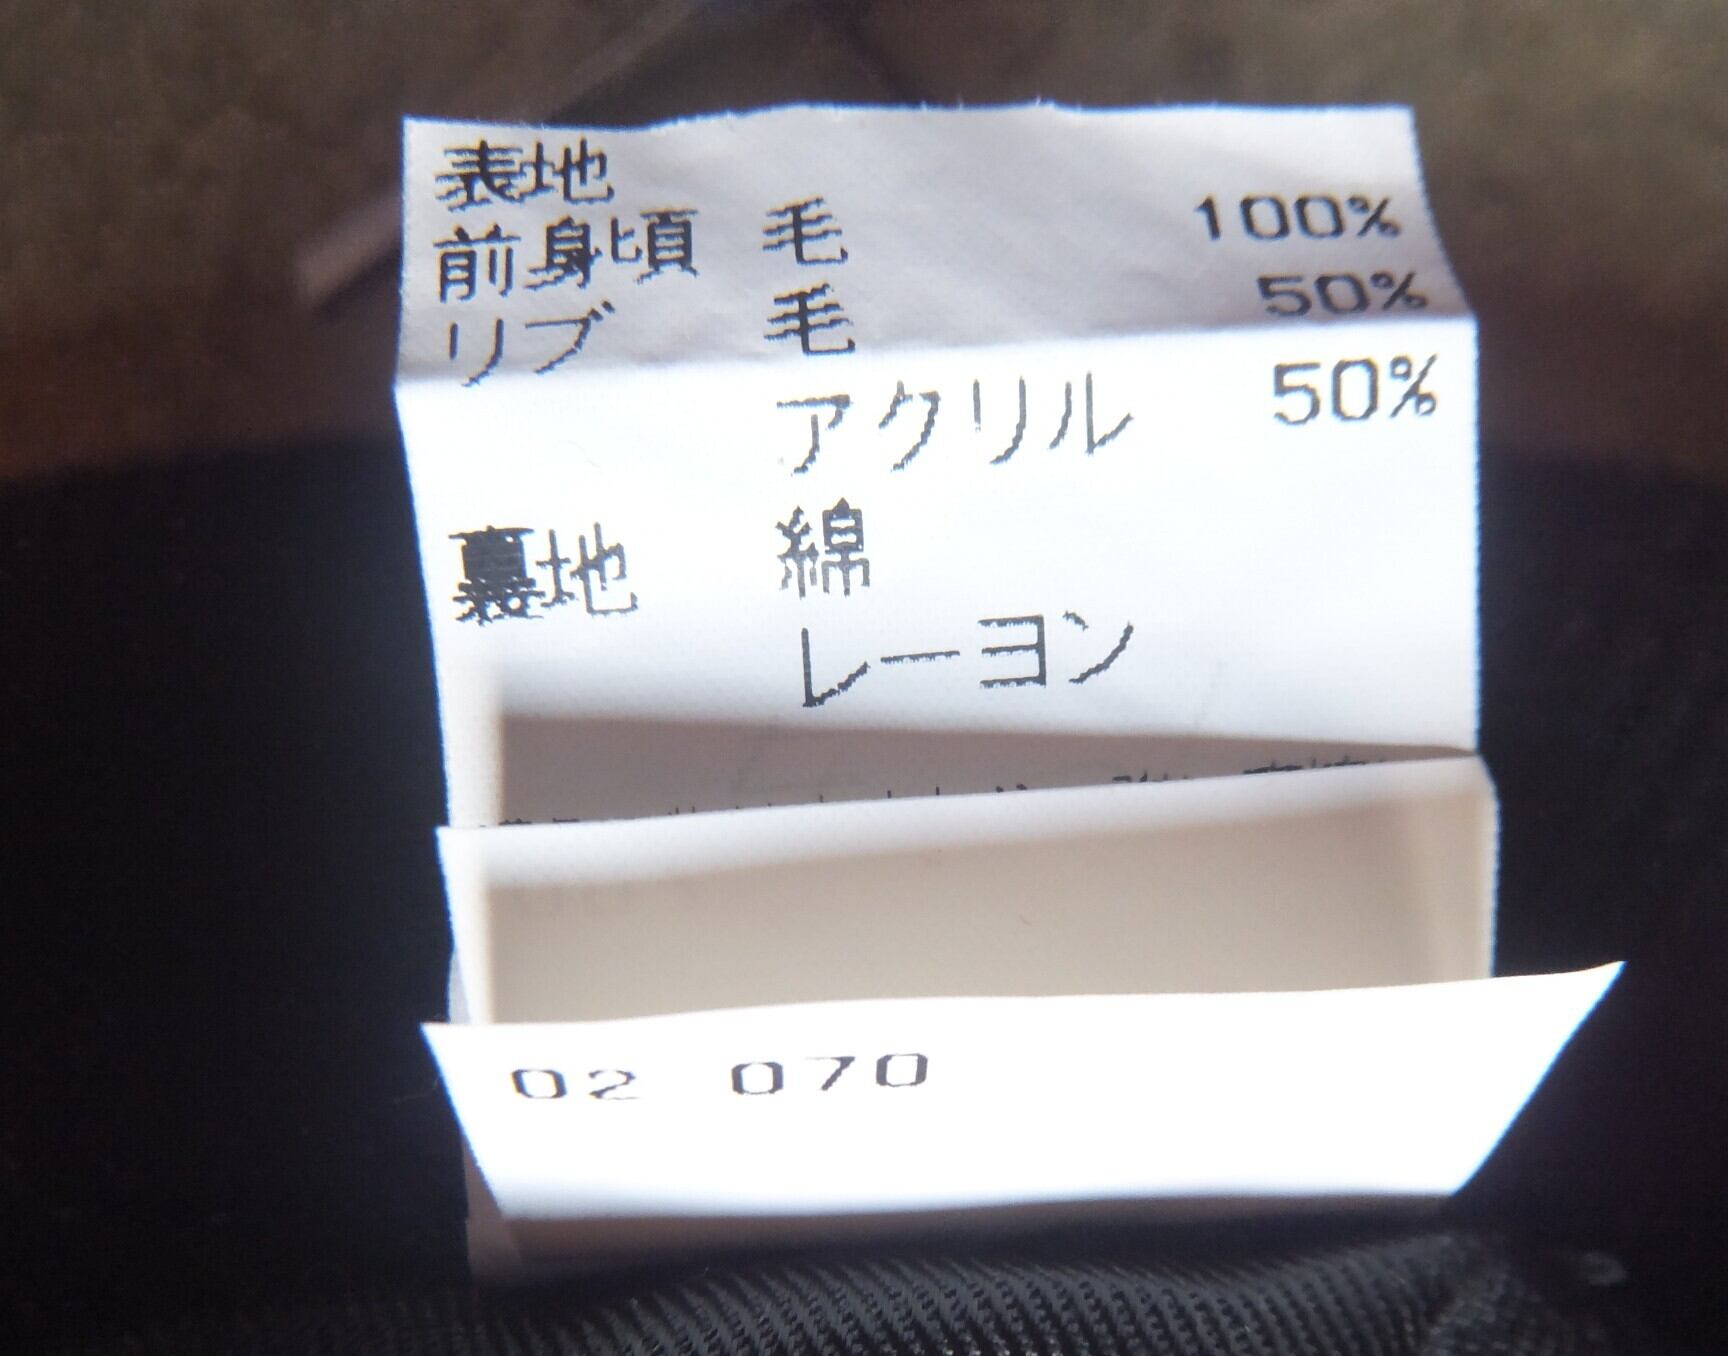 表地
前身頃 毛 100%
リブ 毛 50%
アクリル 50%
裏地 綿
レーヨン
02 070